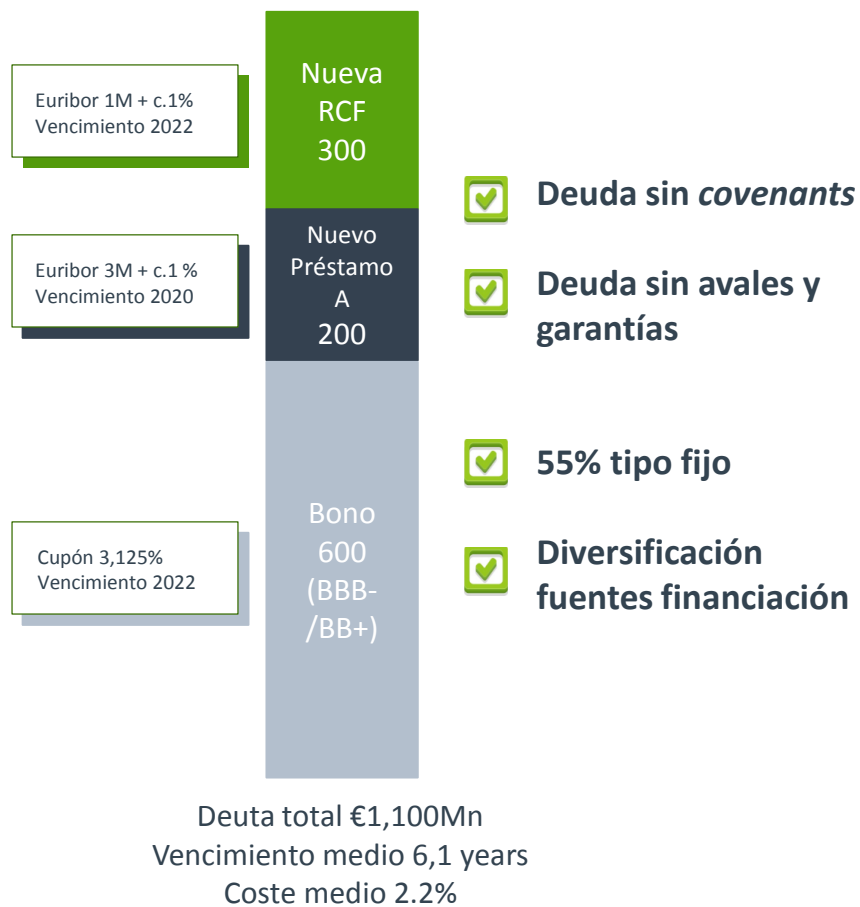 Euribor 1M + c.1%
Vencimiento 2022
Nueva
RCF
300
Euribor 3M + c.1 %
Vencimiento 2020
Nuevo
Préstamo
A
200
Cupón 3,125%
Vencimiento 2022
Bono
600
(BBB-
/BB+)
Deuda sin covenants
Deuda sin avales y
garantías
55% tipo fijo
Diversificación
fuentes financiación
Deuta total €1,100Mn
Vencimiento medio 6,1 years
Coste medio 2.2%